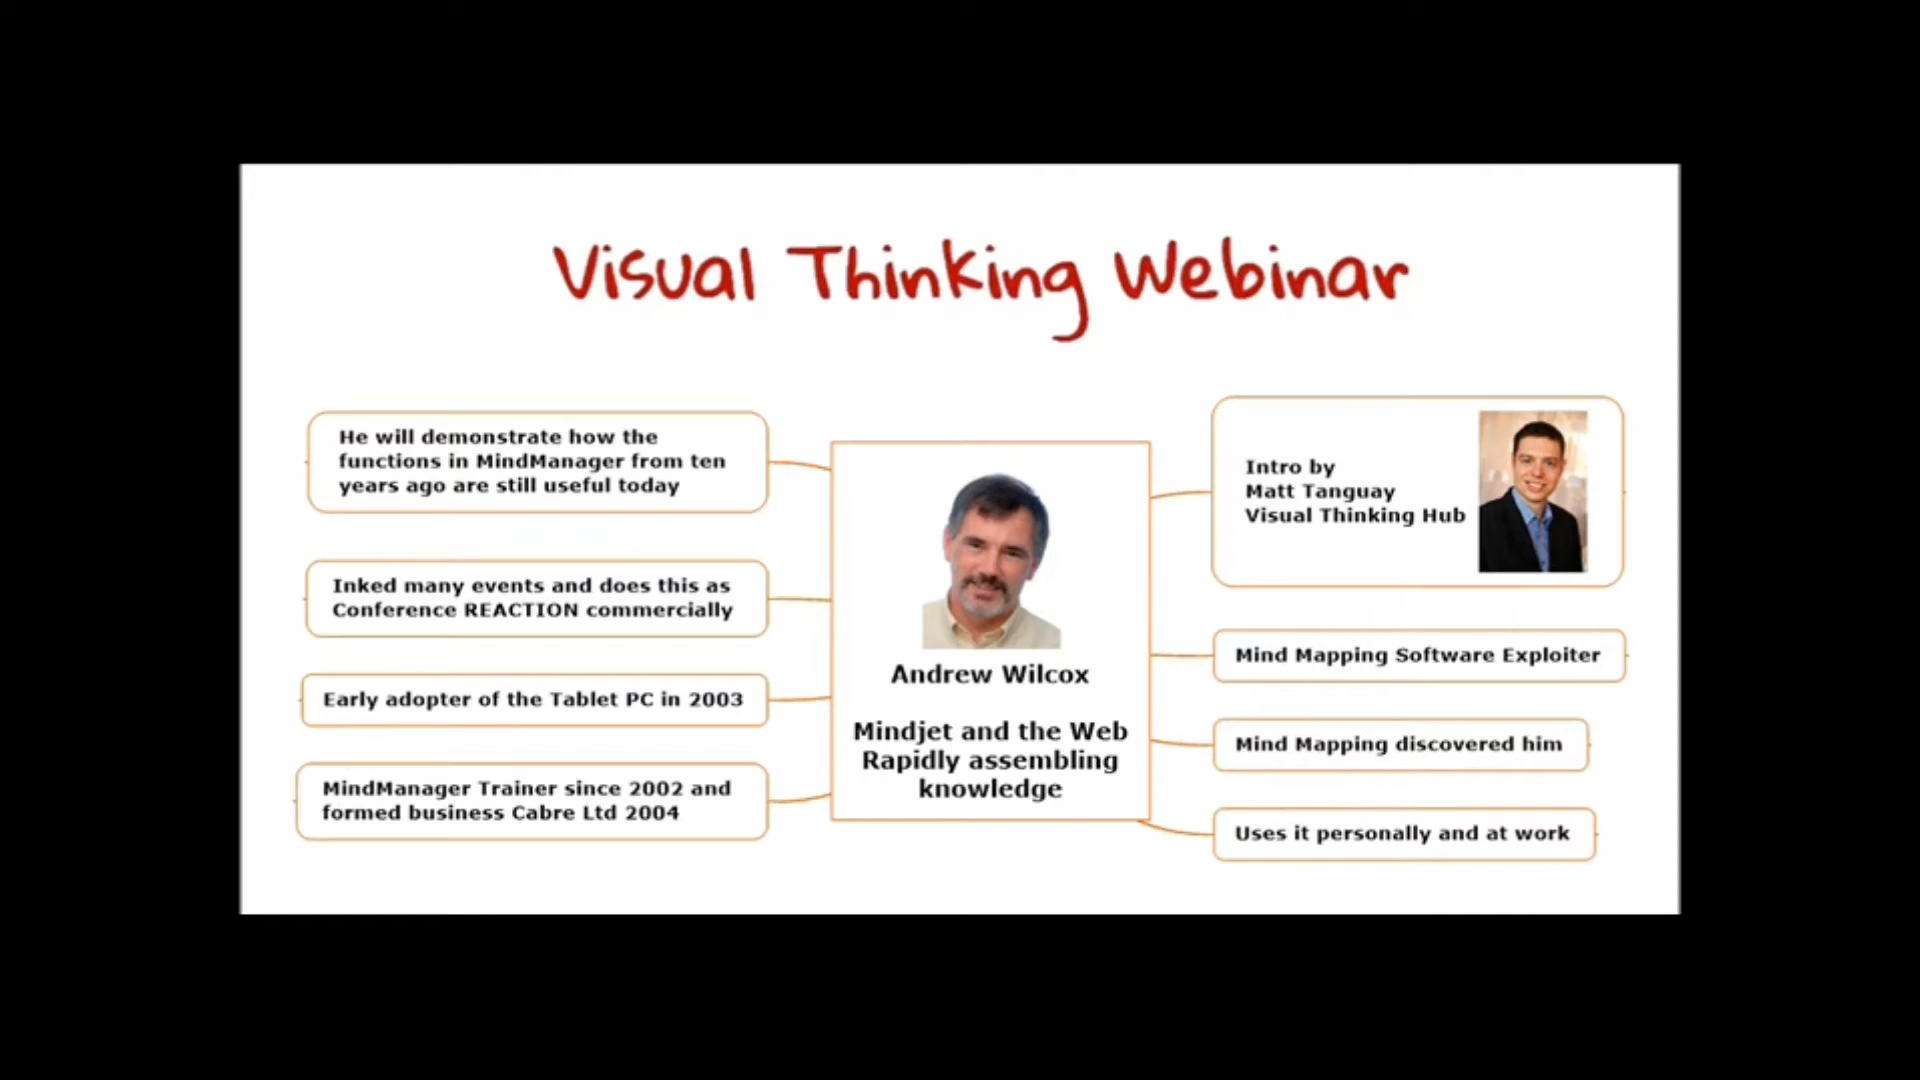 Visual Thinking Webinar
He will demonstrate how the
functions in MindManager from ten
years ago are still useful today
Inked many events and does this as
Conference REACTION commercially
Early adopter of the Tablet PC in 2003
MindManager Trainer since 2002 and
formed business Cabre Ltd 2004
Andrew Wilcox
Mindjet and the Web
Rapidly assembling
knowledge
Intro by
Matt Tanguay
Visual Thinking Hub
Mind Mapping Software Exploiter
Mind Mapping discovered him
Uses it personally and at work